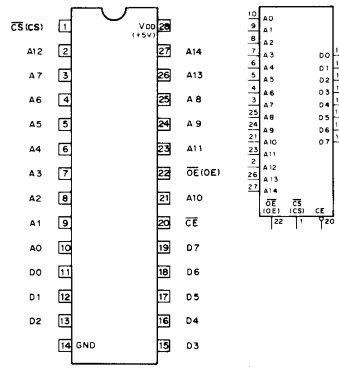 C̅S̅ (CS) 1 VDD 28
(+5V)
A12 2 27 A14
A7 3 26 A13
A6 4 25 A8
A5 5 24 A9
A4 6 23 A11
A3 7 22 O̅E̅ (OE)
A2 8 21 A10
A1 9 20 C̅E̅
A0 10 19 D7
D0 11 18 D6
D1 12 17 D5
D2 13 16 D4
14 GND 15 D3
10 A0
9 A1
8 A2
7 A3 D0
6 A4 D1
5 A5 D2
4 A6 D3
3 A7 D4
25 A8 D5
24 A9 D6
21 A10 D7
23 A11
2 A12
26 A13
27 A14
O̅E̅ C̅S̅
(OE) (CS) CE
22 1 20